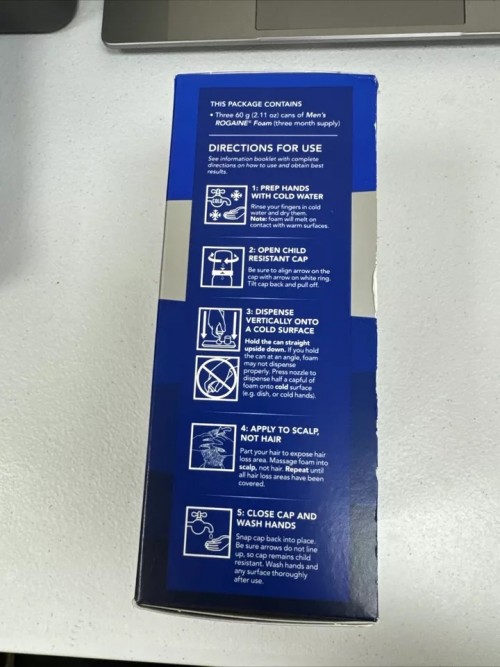 THIS PACKAGE CONTAINS
• Three 60 g (2.11 oz) cans of Men's
ROGAINE® Foam (three month supply)
DIRECTIONS FOR USE
See information booklet with complete
directions on how to use and obtain best
results.
1: PREP HANDS
WITH COLD WATER
COLD
Rinse your fingers in cold
water and dry them.
Note: foam will melt on
contact with warm surfaces.
2: OPEN CHILD
RESISTANT CAP
Be sure to align arrow on the
cap with arrow on white ring.
Tilt cap back and pull off.
3: DISPENSE
VERTICALLY ONTO
A COLD SURFACE
Hold the can straight
upside down. If you hold
the can at an angle, foam
may not dispense
properly. Press nozzle to
dispense half a capful of
foam onto cold surface
(e.g. dish, or cold hands).
4: APPLY TO SCALP,
NOT HAIR
Part your hair to expose hair
loss area. Massage foam into
scalp, not hair. Repeat until
all hair loss areas have been
covered.
5: CLOSE CAP AND
WASH HANDS
Snap cap back into place.
Be sure arrows do not line
up, so cap remains child
resistant. Wash hands and
any surface thoroughly
after use.